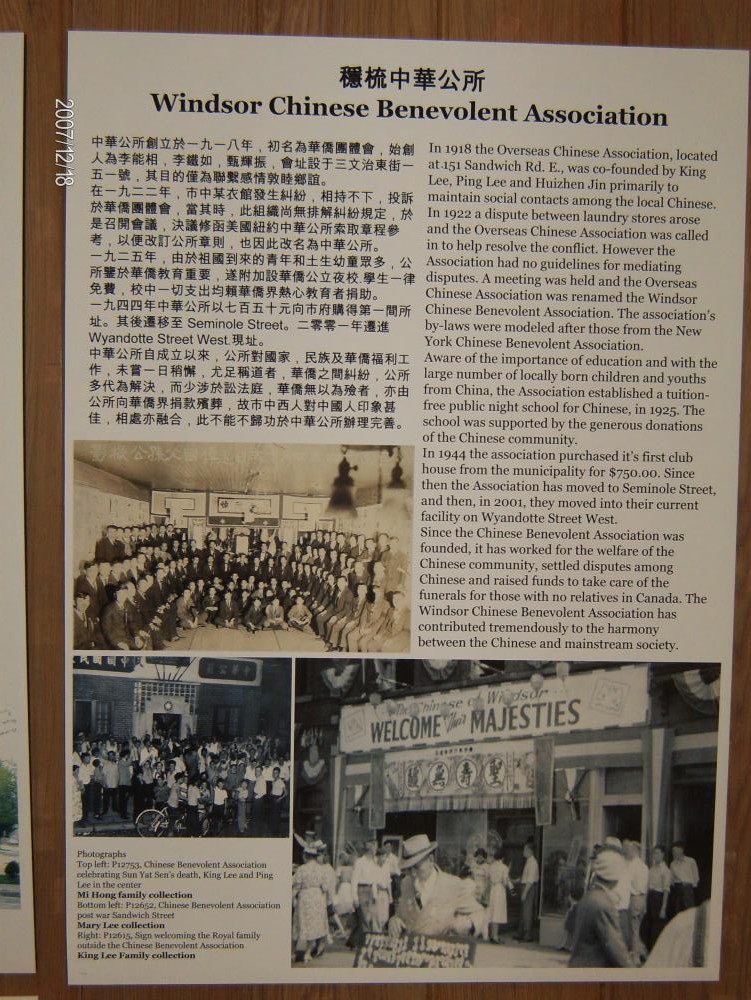 穩梳中華公所
Windsor Chinese Benevolent Association
中華公所創立於一九一八年，初名為華僑團體會，始創
人為李能相，李鐵如，甄輝振，會址設于三文治東街一
五一號，其目的僅為聯繫感情敦睦鄉誼。
在一九二二年，市中某衣館發生糾紛，相持不下，投訴
於華僑團體會，當其時，此組織尚無排解糾紛規定，於
是召開會議，決議修函美國紐約中華公所索取章程參
考，以便改訂公所章則，也因此改名為中華公所。
一九二五年，由於祖國到來的青年和土生幼童眾多，公
所鑒於華僑教育重要，遂附加設華僑公立夜校.學生一律
免費，校中一切支出均賴華僑界熱心教育者捐助。
一九四四年中華公所以七百五十元向市府購得第一間所
址。其後遷移至 Seminole Street。二零零一年遷進
Wyandotte Street West.現址。
中華公所自成立以來，公所對國家，民族及華僑福利工
作，未嘗一日稍懈，尤足稱道者，華僑之間糾紛，公所
多代為解決，而少涉於訟法庭，華僑無以為殮者，亦由
公所向華僑界捐款殯葬，故市中西人對中國人印象甚
佳，相處亦融合，此不能不歸功於中華公所辦理完善。
In 1918 the Overseas Chinese Association, located
at 151 Sandwich Rd. E., was co-founded by King
Lee, Ping Lee and Huizhen Jin primarily to
maintain social contacts among the local Chinese.
In 1922 a dispute between laundry stores arose
and the Overseas Chinese Association was called
in to help resolve the conflict. However the
Association had no guidelines for mediating
disputes. A meeting was held and the Overseas
Chinese Association was renamed the Windsor
Chinese Benevolent Association. The association's
by-laws were modeled after those from the New
York Chinese Benevolent Association.
Aware of the importance of education and with the
large number of locally born children and youths
from China, the Association established a tuition-
free public night school for Chinese, in 1925. The
school was supported by the generous donations
of the Chinese community.
In 1944 the association purchased it's first club
house from the municipality for $750.00. Since
then the Association has moved to Seminole Street,
and then, in 2001, they moved into their current
facility on Wyandotte Street West.
Since the Chinese Benevolent Association was
founded, it has worked for the welfare of the
Chinese community, settled disputes among
Chinese and raised funds to take care of the
funerals for those with no relatives in Canada. The
Windsor Chinese Benevolent Association has
contributed tremendously to the harmony
between the Chinese and mainstream society.
The Chinese of Windsor
WELCOME Their MAJESTIES
Photographs
Top left: P12753, Chinese Benevolent Association
celebrating Sun Yat Sen's death, King Lee and Ping
Lee in the center
Mi Hong family collection
Bottom left: P12652, Chinese Benevolent Association
post war Sandwich Street
Mary Lee collection
Right: P12615, Sign welcoming the Royal family
outside the Chinese Benevolent Association
King Lee Family collection
2007/12/18